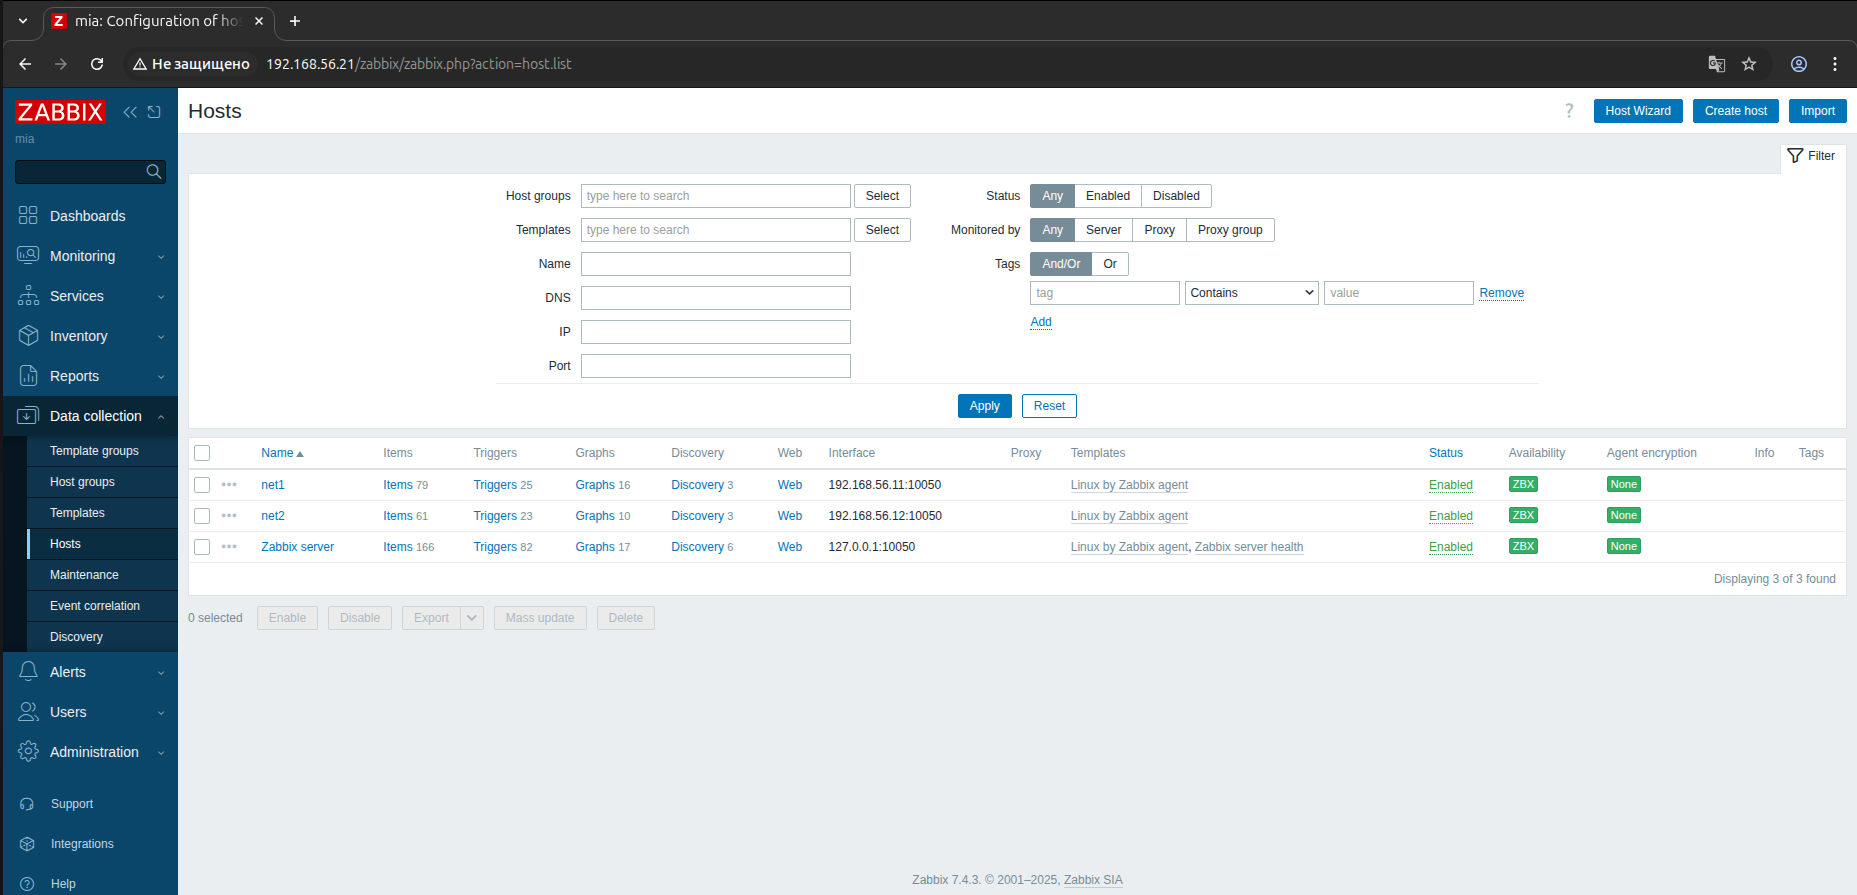 Z mia: Configuration of ho
Не защищено 192.168.56.21/zabbix/zabbix.php?action=host.list
ZABBIX
mia
Dashboards
Monitoring
Services
Inventory
Reports
Data collection
Template groups
Host groups
Templates
Hosts
Maintenance
Event correlation
Discovery
Alerts
Users
Administration
Support
Integrations
Help
Hosts
? Host Wizard Create host Import
Filter
Host groups type here to search Select
Templates type here to search Select
Name
DNS
IP
Port
Status Any Enabled Disabled
Monitored by Any Server Proxy Proxy group
Tags And/Or Or
tag Contains value Remove
Add
Apply Reset
Name Items Triggers Graphs Discovery Web Interface Proxy Templates Status Availability Agent encryption Info Tags
net1 Items 79 Triggers 25 Graphs 16 Discovery 3 Web 192.168.56.11:10050 Linux by Zabbix agent Enabled ZBX None
net2 Items 61 Triggers 23 Graphs 10 Discovery 3 Web 192.168.56.12:10050 Linux by Zabbix agent Enabled ZBX None
Zabbix server Items 166 Triggers 82 Graphs 17 Discovery 6 Web 127.0.0.1:10050 Linux by Zabbix agent, Zabbix server health Enabled ZBX None
Displaying 3 of 3 found
0 selected Enable Disable Export Mass update Delete
Zabbix 7.4.3. © 2001–2025, Zabbix SIA